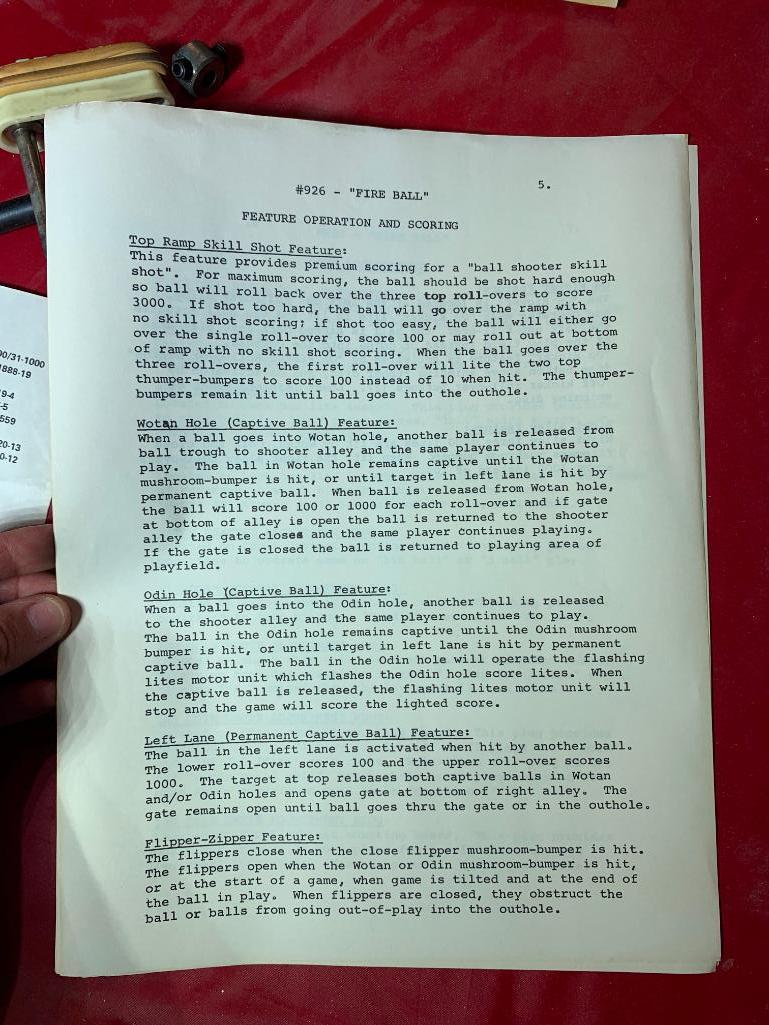 #926 - "FIRE BALL"
5.
FEATURE OPERATION AND SCORING
Top Ramp Skill Shot Feature:
This feature provides premium scoring for a "ball shooter skill
shot". For maximum scoring, the ball should be shot hard enough
so ball will roll back over the three top roll-overs to score
3000. If shot too hard, the ball will go over the ramp with
no skill shot scoring; if shot too easy, the ball will either go
over the single roll-over to score 100 or may roll out at bottom
of ramp with no skill shot scoring. When the ball goes over the
three roll-overs, the first roll-over will lite the two top
thumper-bumpers to score 100 instead of 10 when hit. The thumper-
bumpers remain lit until ball goes into the outhole.
Wotan Hole (Captive Ball) Feature:
When a ball goes into Wotan hole, another ball is released from
ball trough to shooter alley and the same player continues to
play. The ball in Wotan hole remains captive until the Wotan
mushroom-bumper is hit, or until target in left lane is hit by
permanent captive ball. When ball is released from Wotan hole,
the ball will score 100 or 1000 for each roll-over and if gate
at bottom of alley is open the ball is returned to the shooter
alley the gate closes and the same player continues playing.
If the gate is closed the ball is returned to playing area of
playfield.
Odin Hole (Captive Ball) Feature:
When a ball goes into the Odin hole, another ball is released
to the shooter alley and the same player continues to play.
The ball in the Odin hole remains captive until the Odin mushroom
bumper is hit, or until target in left lane is hit by permanent
captive ball. The ball in the Odin hole will operate the flashing
lites motor unit which flashes the Odin hole score lites. When
the captive ball is released, the flashing lites motor unit will
stop and the game will score the lighted score.
Left Lane (Permanent Captive Ball) Feature:
The ball in the left lane is activated when hit by another ball.
The lower roll-over scores 100 and the upper roll-over scores
1000. The target at top releases both captive balls in Wotan
and/or Odin holes and opens gate at bottom of right alley. The
gate remains open until ball goes thru the gate or in the outhole.
Flipper-Zipper Feature:
The flippers close when the close flipper mushroom-bumper is hit.
The flippers open when the Wotan or Odin mushroom-bumper is hit,
or at the start of a game, when game is tilted and at the end of
the ball in play. When flippers are closed, they obstruct the
ball or balls from going out-of-play into the outhole.
00/31-1000
1888-19
9-4
-5
559
20-13
0-12